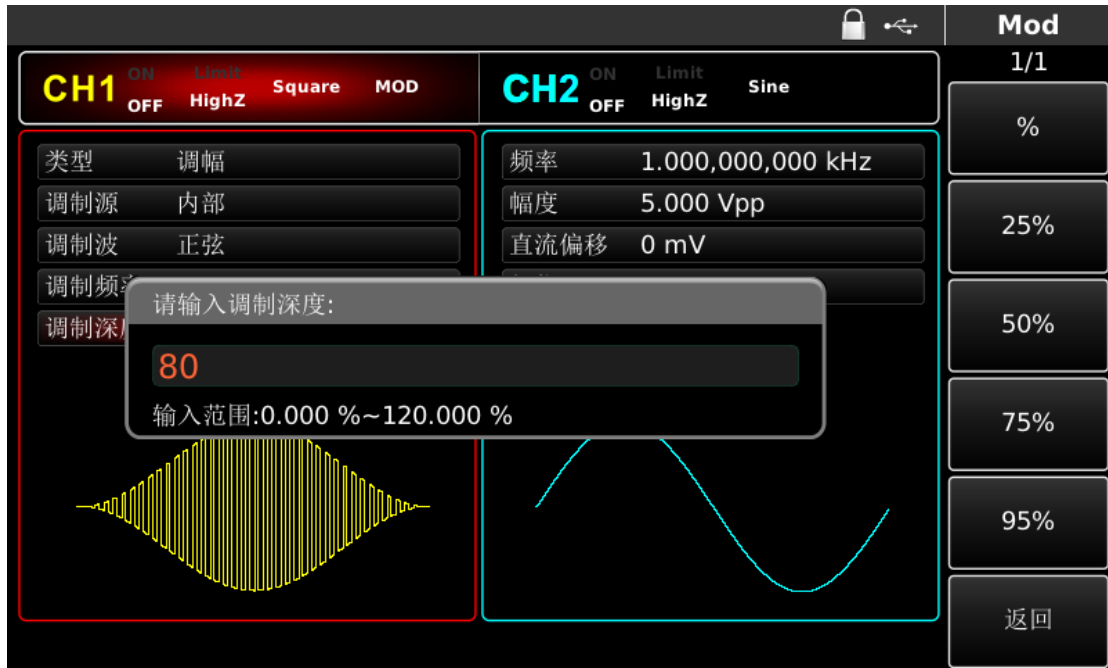 Mod
1/1
CH1 ON OFF Limit HighZ Square MOD
CH2 ON OFF Limit HighZ Sine
类型 调幅
调制源 内部
调制波 正弦
调制频
调制深
频率 1.000,000,000 kHz
幅度 5.000 Vpp
直流偏移 0 mV
请输入调制深度:
80
输入范围:0.000 %~120.000 %
%
25%
50%
75%
95%
返回